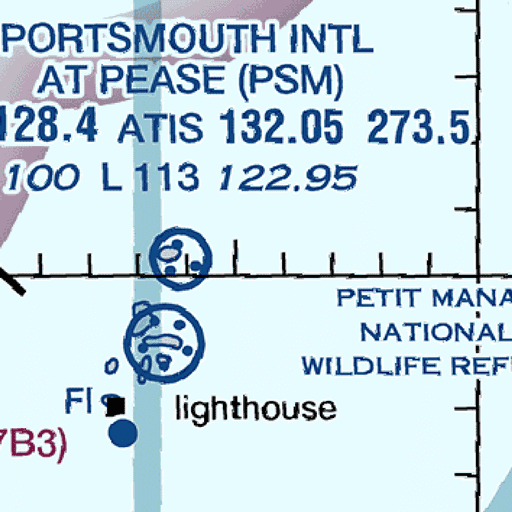 PORTSMOUTH INTL
AT PEASE (PSM)
128.4 ATIS 132.05 273.5
100 L 113 122.95
PETIT MANA
NATIONAL
WILDLIFE REF
Fl
lighthouse
7B3)